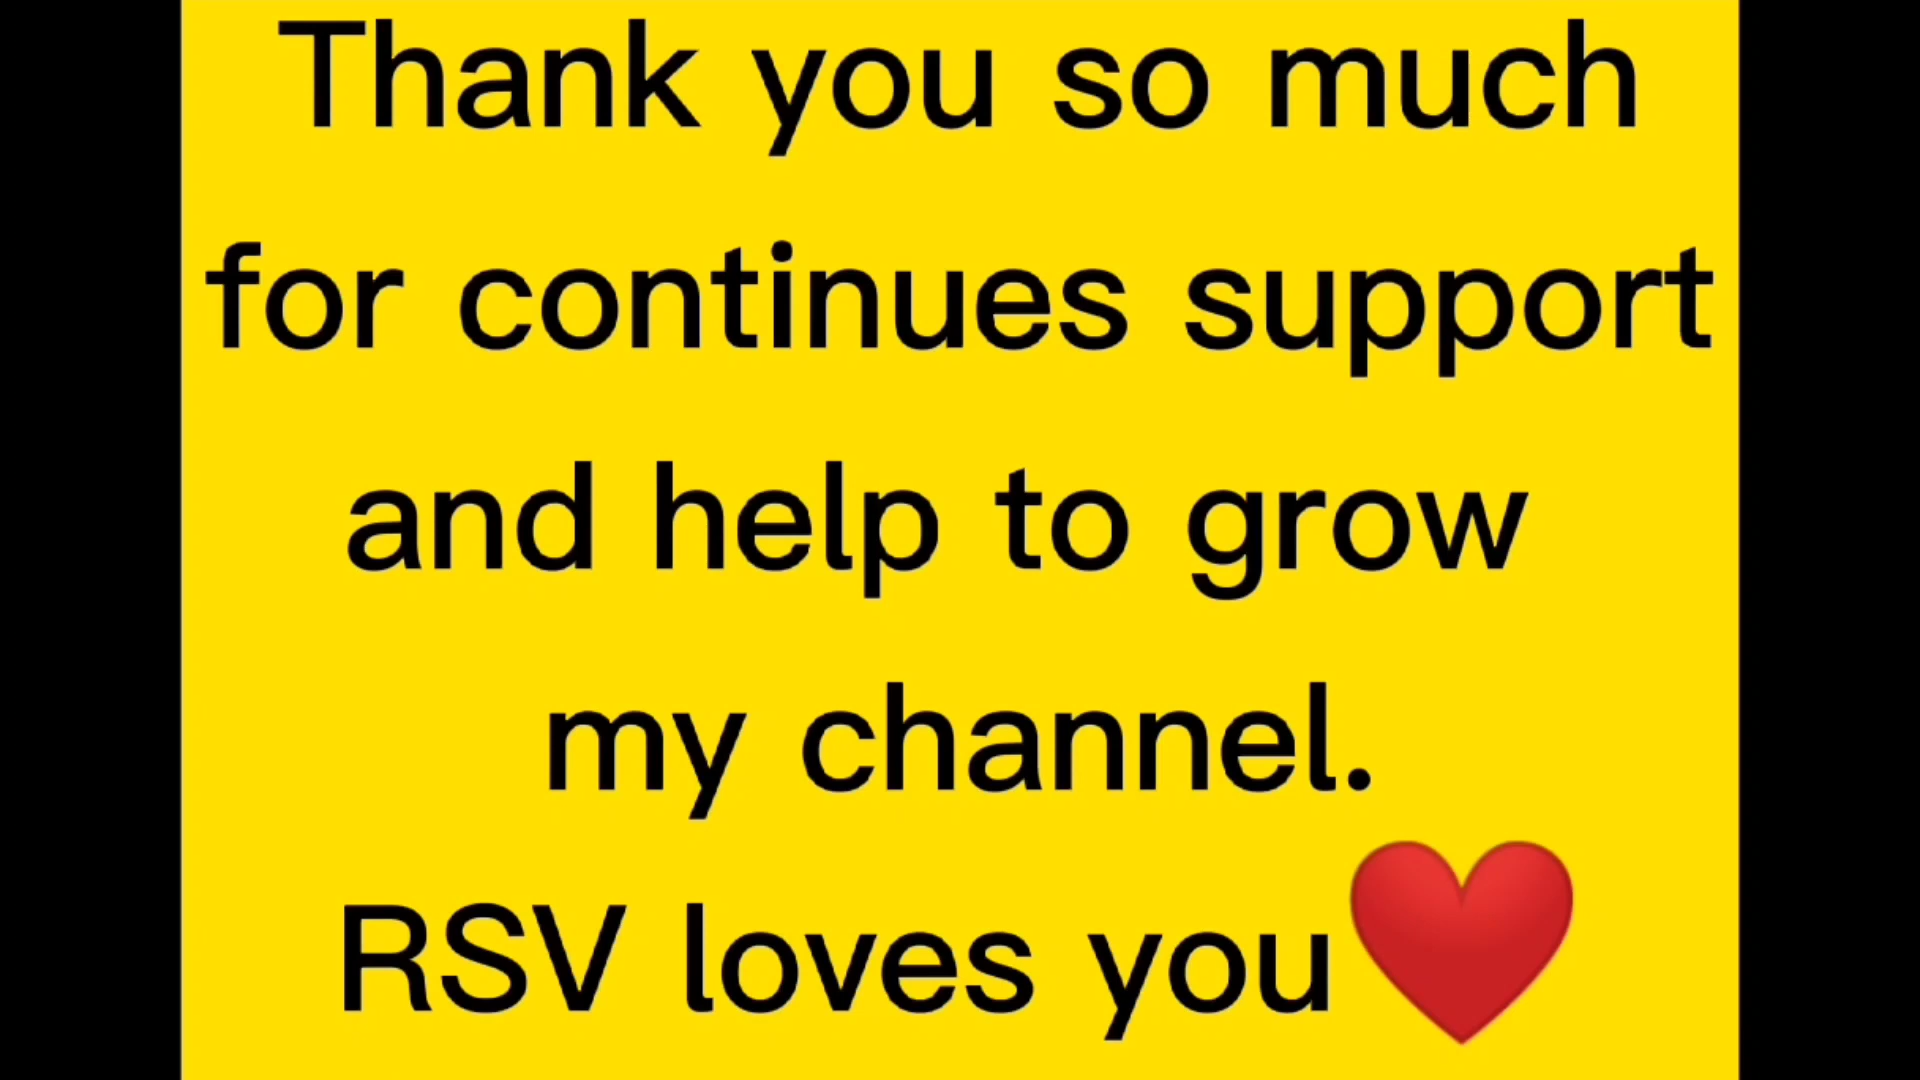 Thank you so much
for continues support
and help to grow
my channel.
RSV loves you❤️